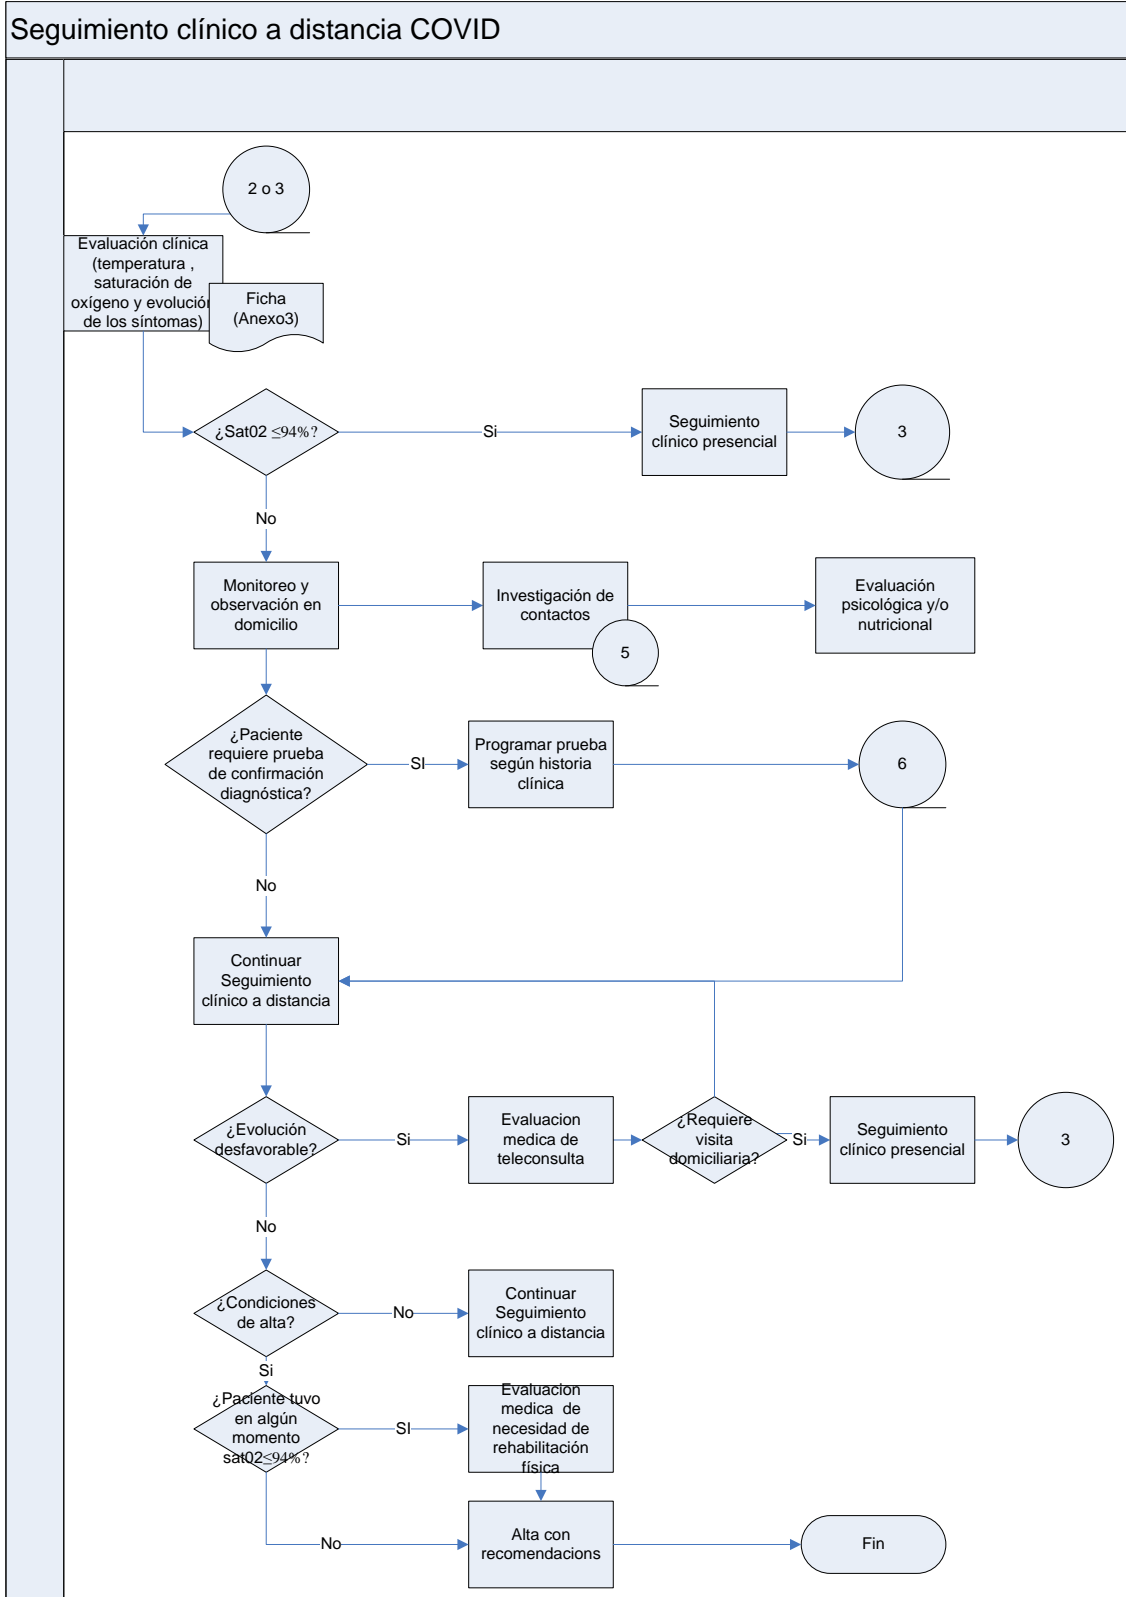 Seguimiento clínico a distancia COVID
2 o 3
Evaluación clínica
(temperatura ,
saturación de
oxígeno y evolución
de los síntomas)
Ficha
(Anexo3)
¿Sat02 ≤94%?
Si
Seguimiento
clínico presencial
3
No
Monitoreo y
observación en
domicilio
Investigación de
contactos
5
Evaluación
psicológica y/o
nutricional
¿Paciente
requiere prueba
de confirmación
diagnóstica?
SI
Programar prueba
según historia
clínica
6
No
Continuar
Seguimiento
clínico a distancia
¿Evolución
desfavorable?
Si
Evaluacion
medica de
teleconsulta
¿Requiere
visita
domiciliaria?
Si
Seguimiento
clínico presencial
3
No
¿Condiciones
de alta?
No
Continuar
Seguimiento
clínico a distancia
Si
¿Paciente tuvo
en algún
momento
sat02≤94%?
SI
Evaluacion
medica de
necesidad de
rehabilitación
física
No
Alta con
recomendacions
Fin